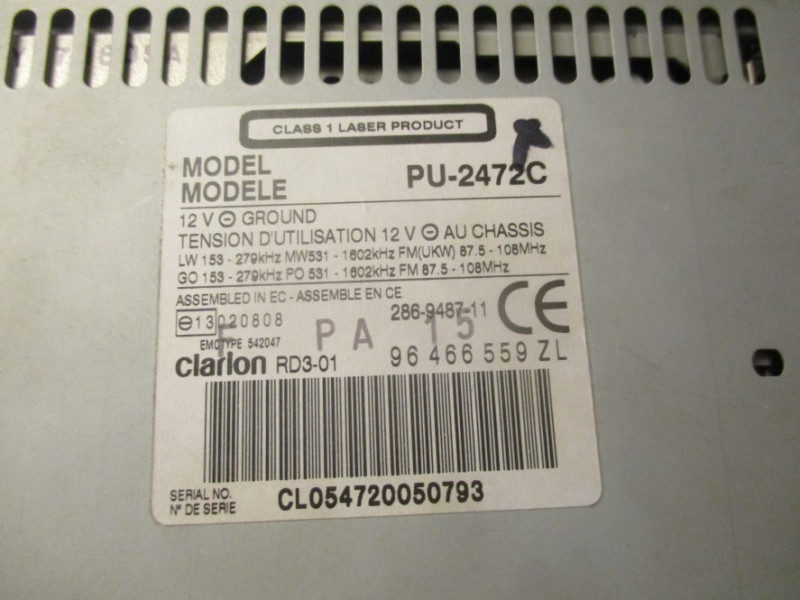 CLASS 1 LASER PRODUCT
MODEL
MODELE PU-2472C
12 V ⊖ GROUND
TENSION D'UTILISATION 12 V ⊖ AU CHASSIS
LW 153 - 279kHz MW531 - 1602kHz FM(UKW) 87.5 - 108MHz
GO 153 - 279kHz PO 531 - 1602kHz FM 87.5 - 108MHz
ASSEMBLED IN EC - ASSEMBLE EN CE
e13 020808 286-9487-11 CE
F PA 15
EMCTYPE 542047
clarion RD3-01 96 466 559 ZL
SERIAL NO.
N° DE SERIE CL054720050793